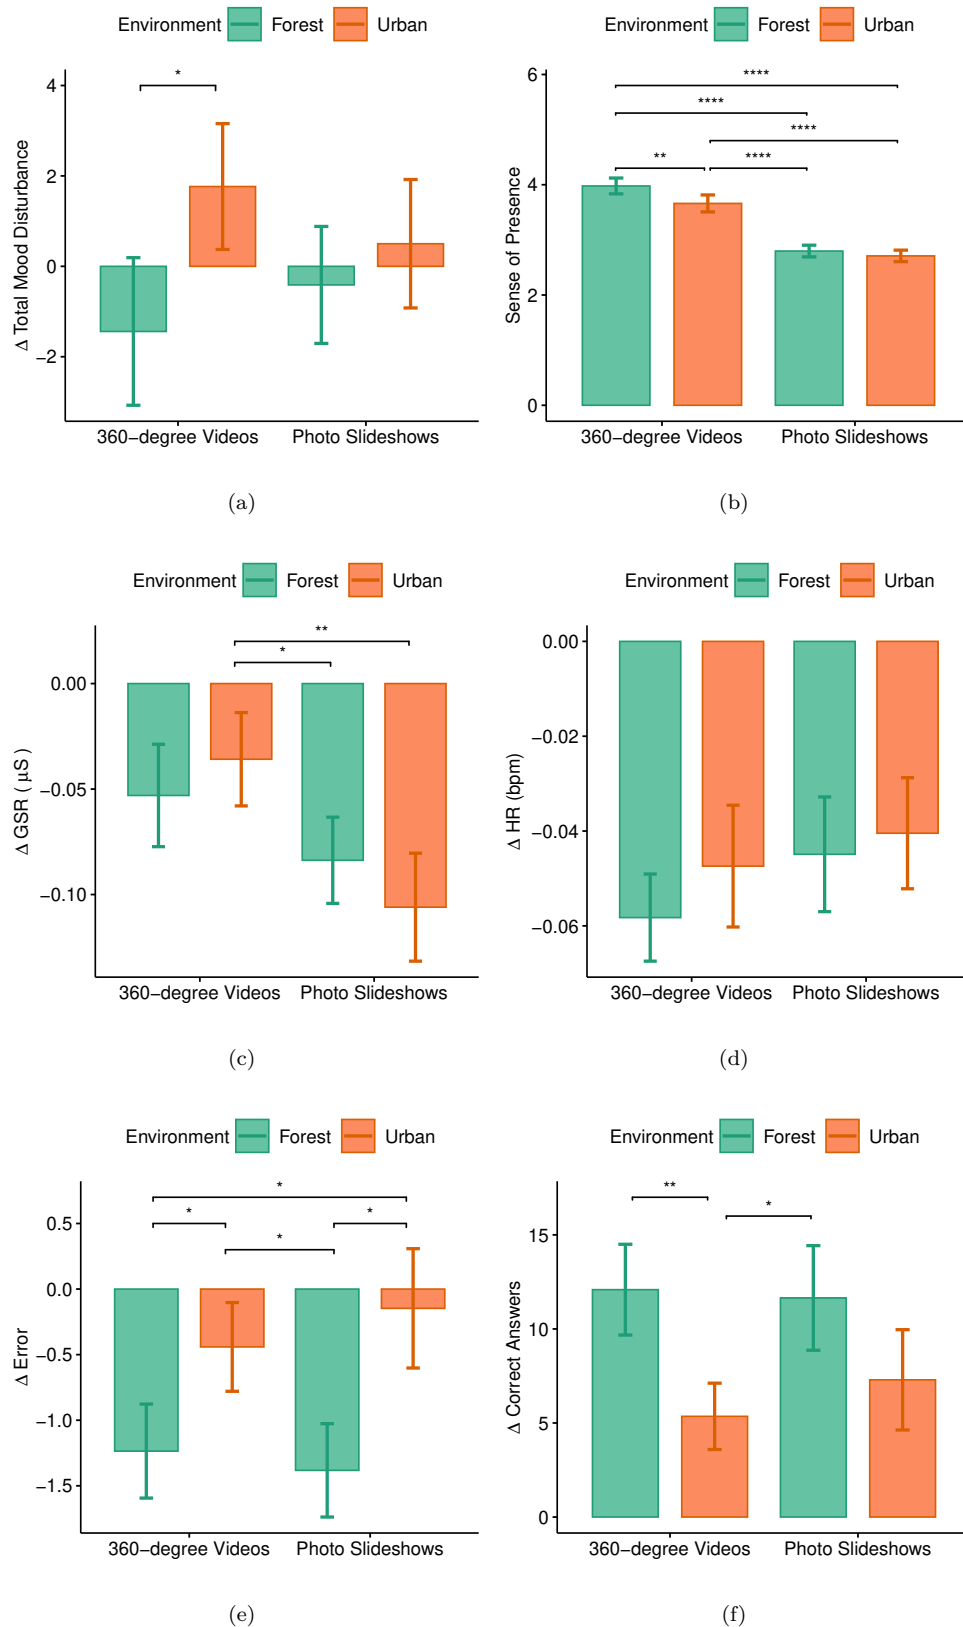 Environment Forest Urban
Environment Forest Urban
*
4
2
0
−2
Δ Total Mood Disturbance
360−degree Videos Photo Slideshows
****
****
****
** ****
6
4
2
0
Sense of Presence
360−degree Videos Photo Slideshows
(a)
(b)
Environment Forest Urban
Environment Forest Urban
**
*
0.00
−0.05
−0.10
Δ GSR ( μS )
360−degree Videos Photo Slideshows
0.00
−0.02
−0.04
−0.06
Δ HR (bpm)
360−degree Videos Photo Slideshows
(c)
(d)
Environment Forest Urban
Environment Forest Urban
*
* *
*
0.5
0.0
−0.5
−1.0
−1.5
Δ Error
360−degree Videos Photo Slideshows
**
*
15
10
5
0
Δ Correct Answers
360−degree Videos Photo Slideshows
(e)
(f)